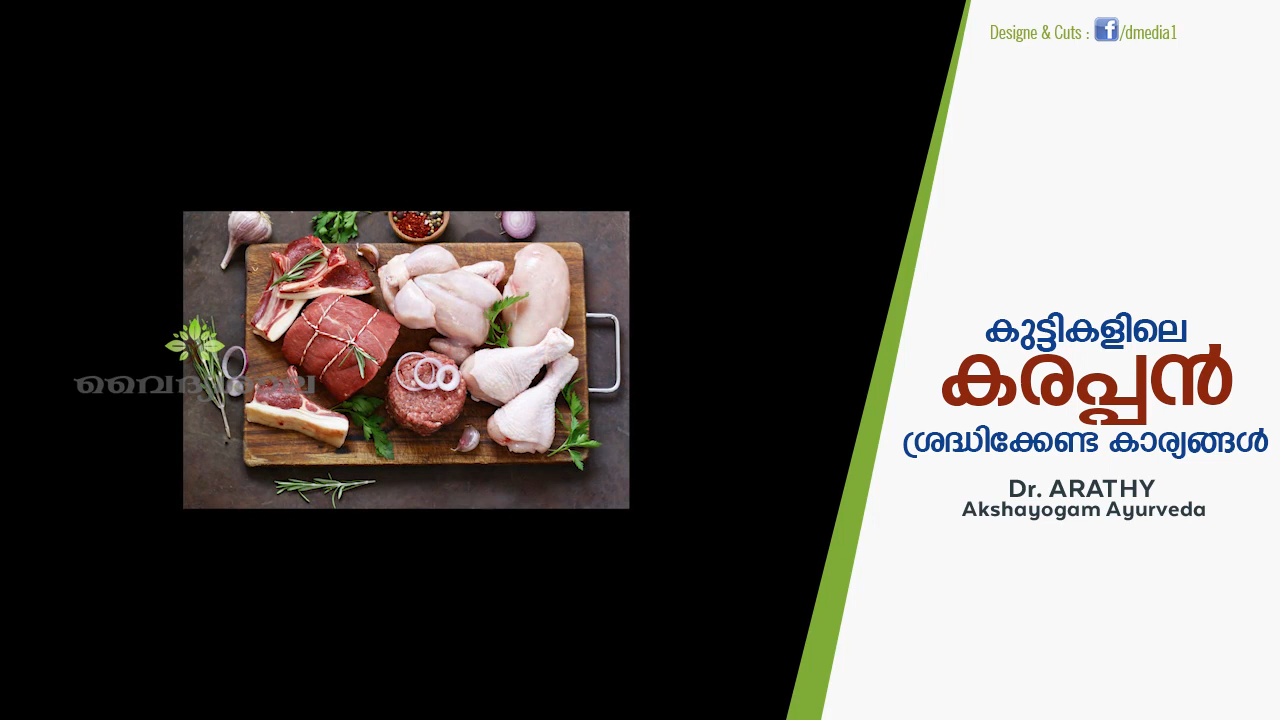 Designe & Cuts : f/dmedia1
കുട്ടികളിലെ
കരപ്പൻ
ശ്രദ്ധിക്കേണ്ട കാര്യങ്ങൾ
Dr. ARATHY
Akshayogam Ayurveda